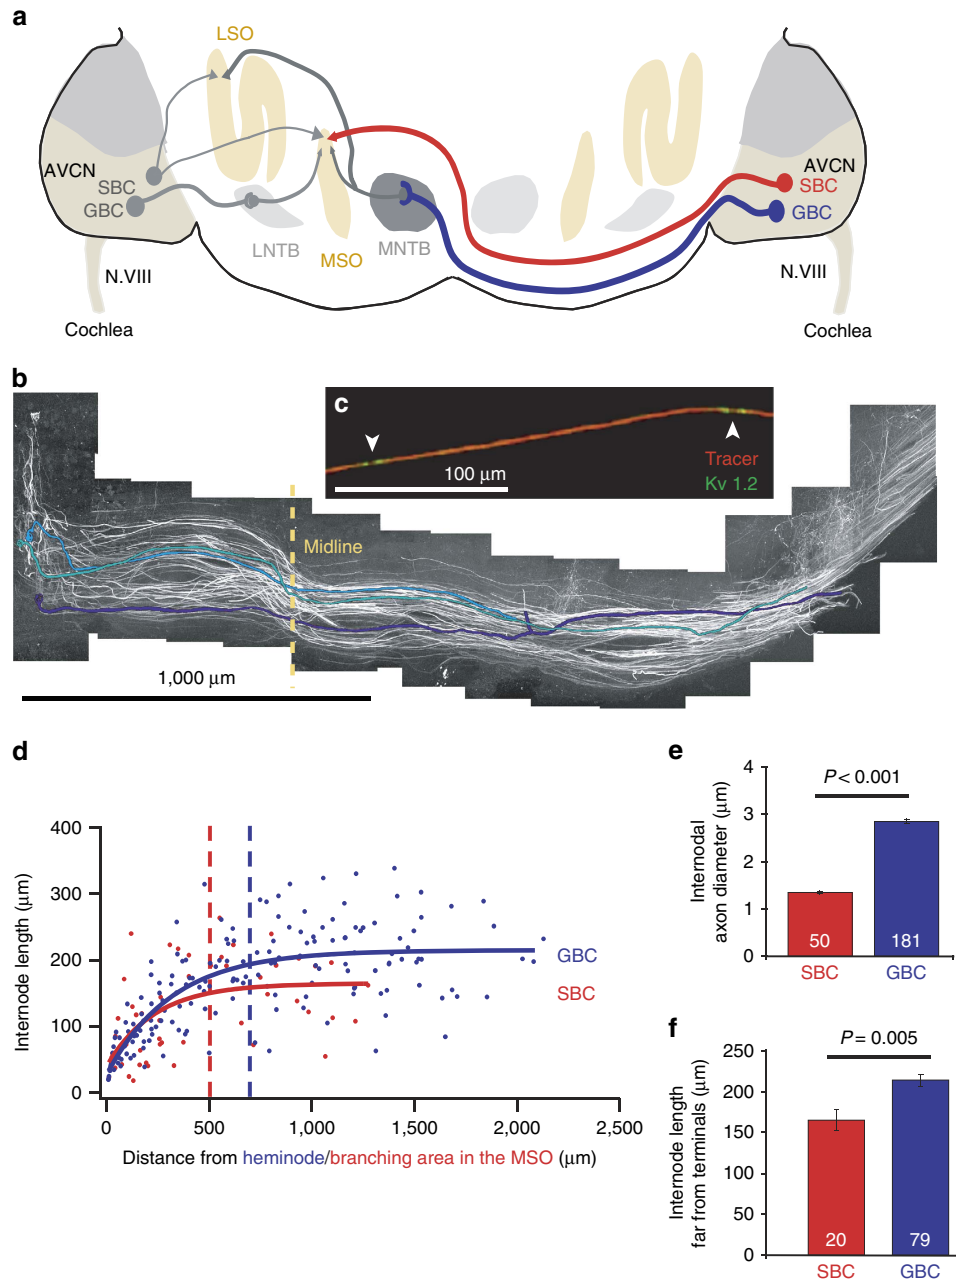 a
LSO
AVCN
SBC
GBC
LNTB
MSO
MNTB
AVCN
SBC
GBC
N.VIII
N.VIII
Cochlea
Cochlea
b
c
100 μm
Tracer
Kv 1.2
Midline
1,000 μm
d
Internode length (μm)
400
300
200
100
0
GBC
SBC
0 500 1,000 1,500 2,000 2,500
Distance from heminode/branching area in the MSO (μm)
e
Internodal
axon diameter (μm)
4
3
2
1
0
P < 0.001
50 181
SBC GBC
f
Internode length
far from terminals (μm)
250
200
150
100
50
0
P = 0.005
20 79
SBC GBC